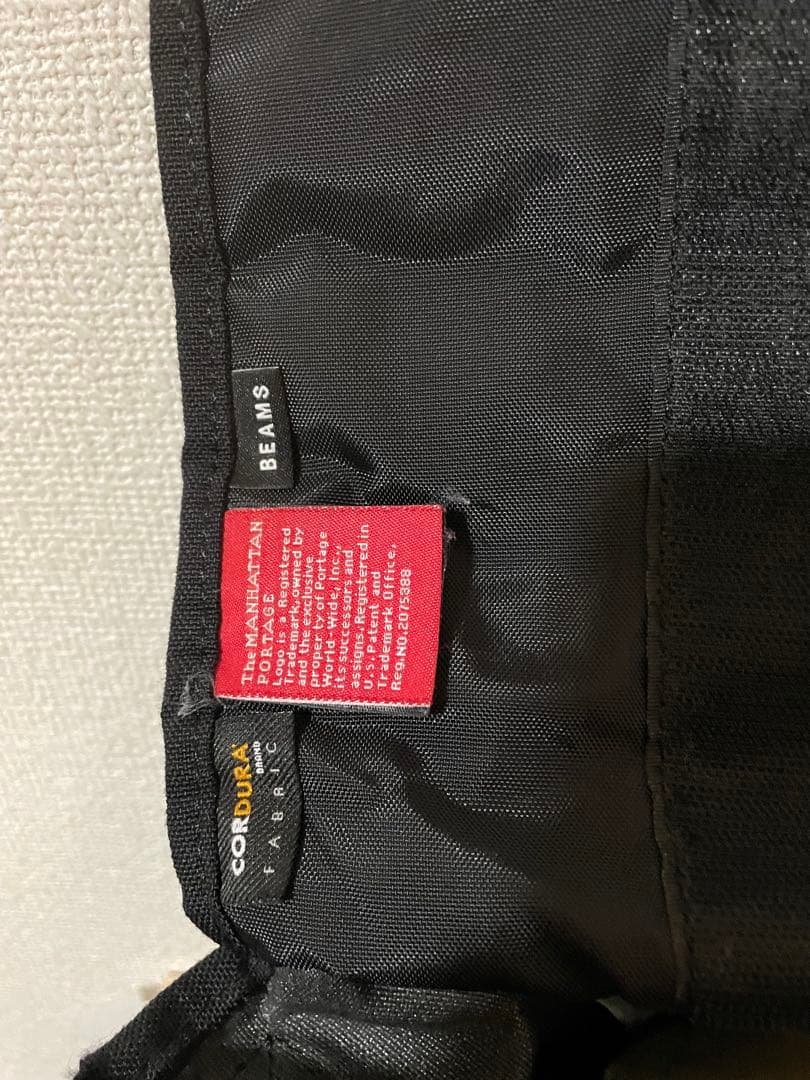 BEAMS
The MANHATTAN
PORTAGE
Logo is a Registered
Trademark, owned by
and the exclusive
property of Portage
World-Wide, Inc.,
its successors and
assigns. Registered in
U.S. Patent and
Trademark Office,
Reg.NO.2075388
CORDURA
BRAND
FABRIC